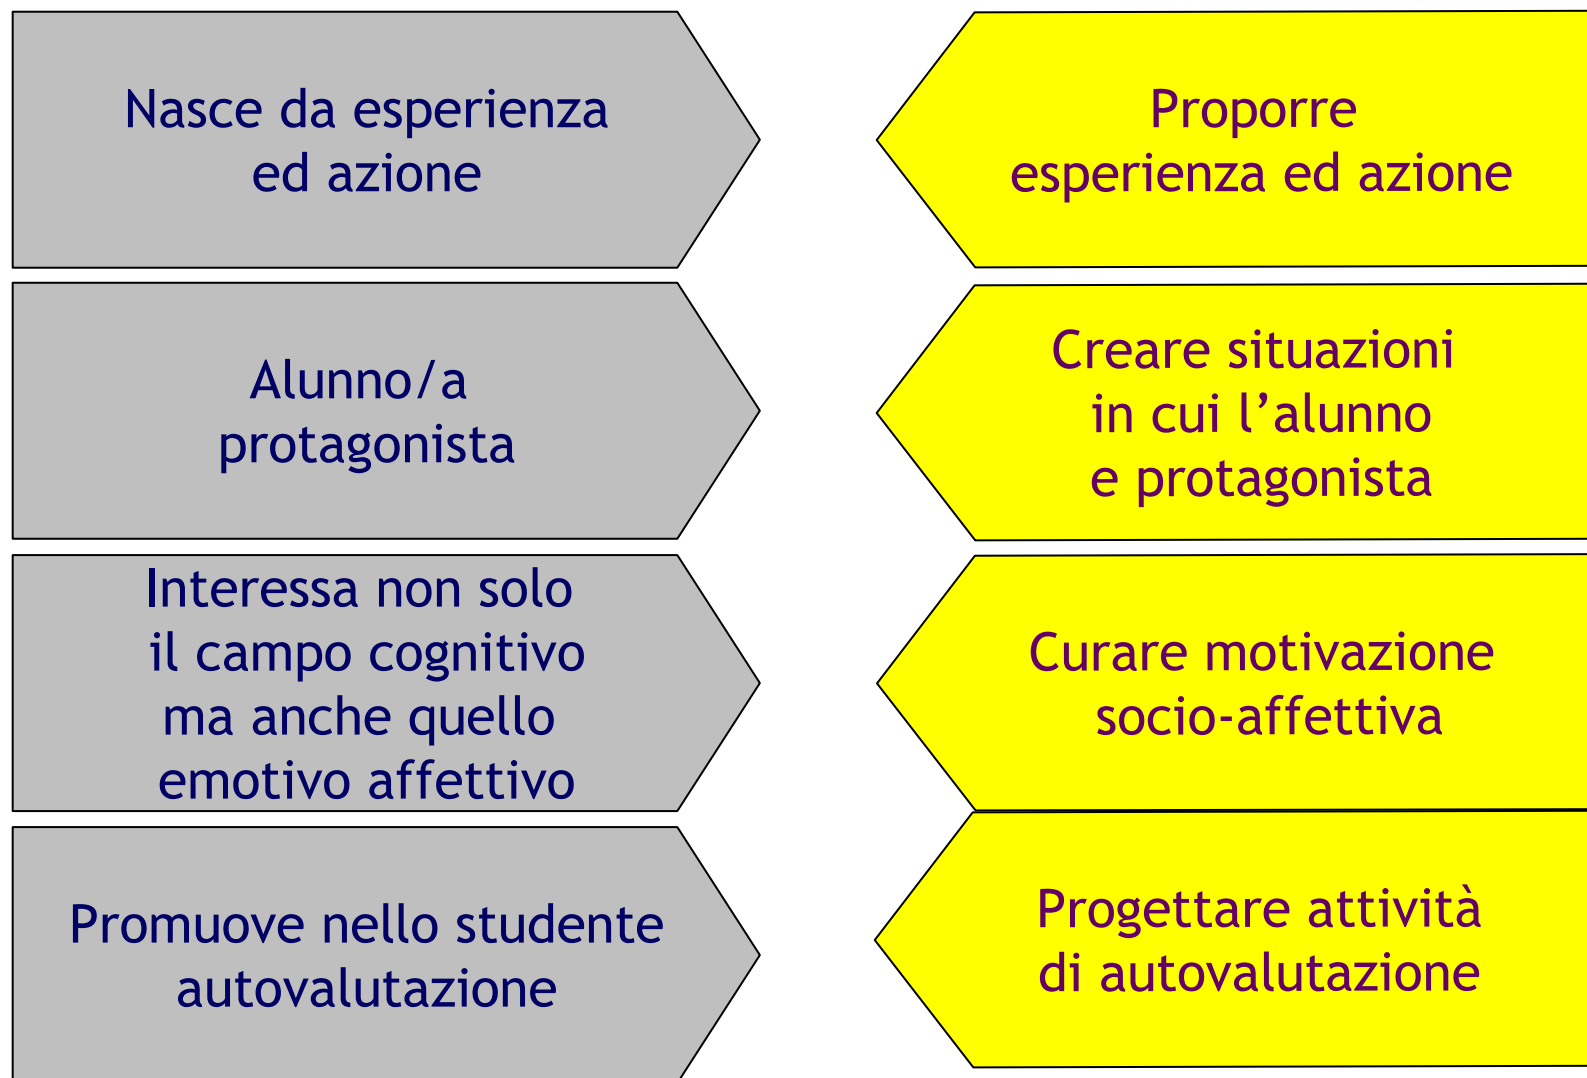 Nasce da esperienza
ed azione
Proporre
esperienza ed azione
Alunno/a
protagonista
Creare situazioni
in cui l’alunno
e protagonista
Interessa non solo
il campo cognitivo
ma anche quello
emotivo affettivo
Curare motivazione
socio-affettiva
Promuove nello studente
autovalutazione
Progettare attività
di autovalutazione